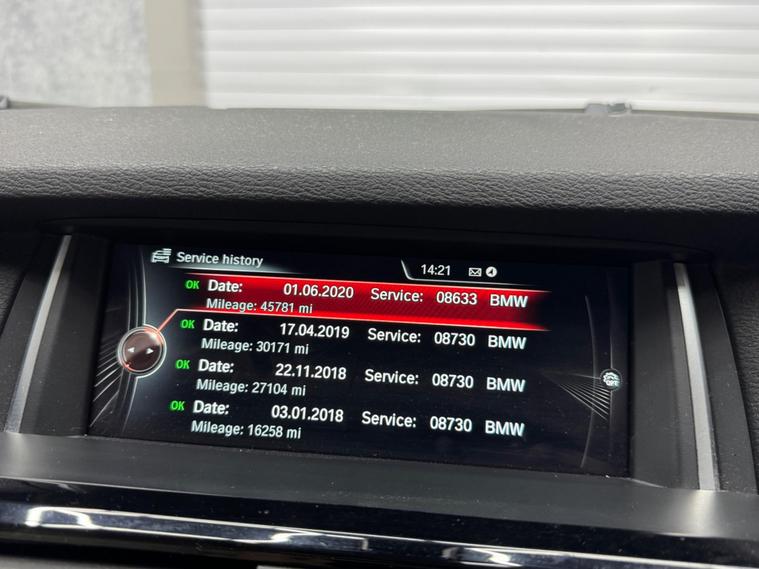 Service history
14:21
OK Date: 01.06.2020 Service: 08633 BMW
Mileage: 45781 mi
OK Date: 17.04.2019 Service: 08730 BMW
Mileage: 30171 mi
OK Date: 22.11.2018 Service: 08730 BMW
Mileage: 27104 mi
OK Date: 03.01.2018 Service: 08730 BMW
Mileage: 16258 mi
OFF